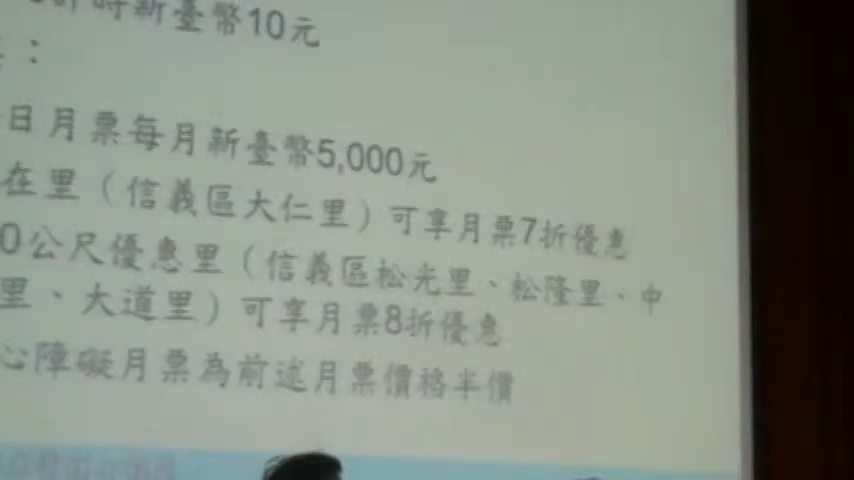 時新臺幣10元
：
日月票每月新臺幣5,000元
在里（信義區大仁里）可享月票7折優惠
0公尺優惠里（信義區松光里、松隆里、中
里、大道里）可享月票8折優惠
心障礙月票為前述月票價格半價